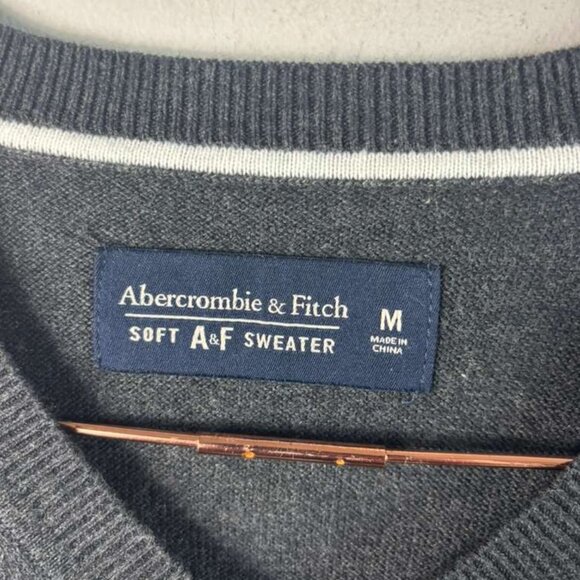 Abercrombie & Fitch
SOFT A&F SWEATER
M
MADE IN
CHINA